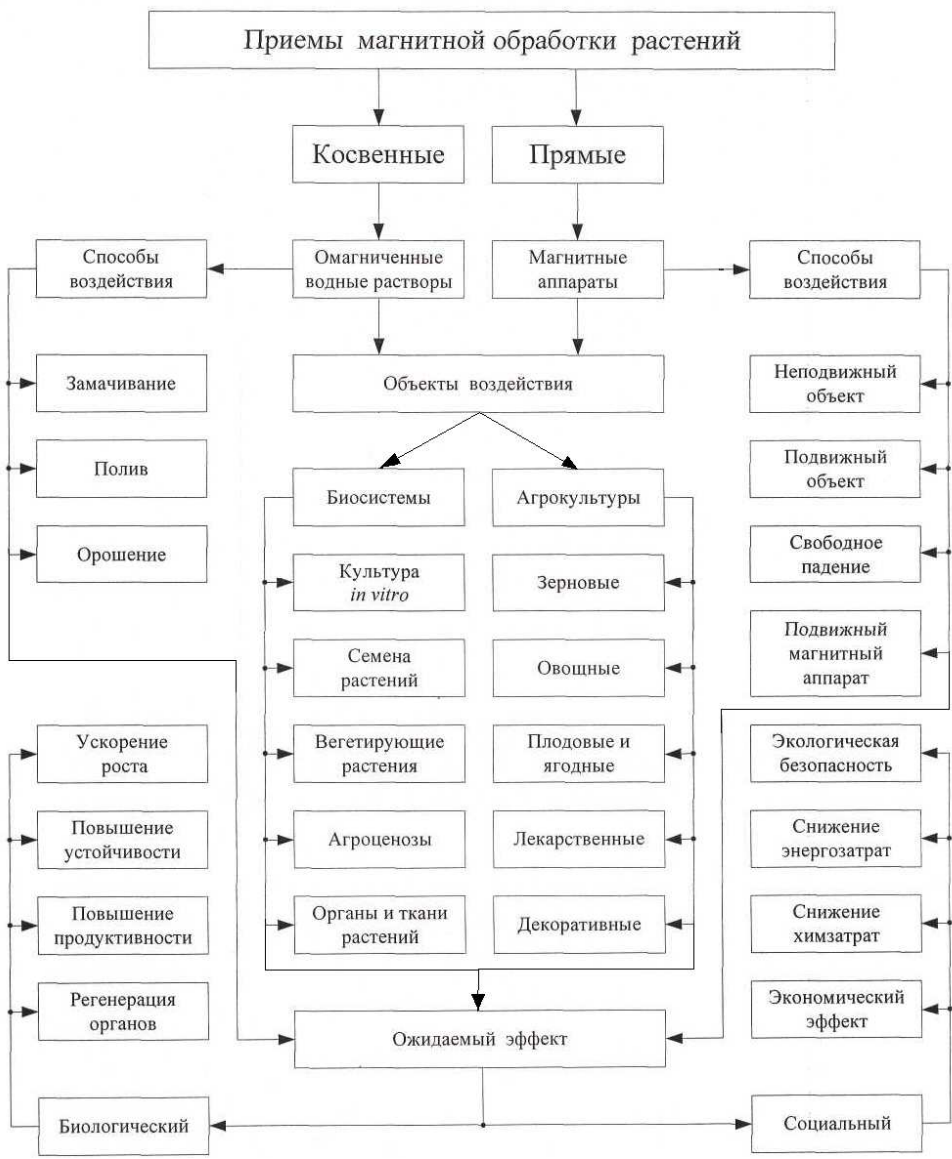 Приемы магнитной обработки растений
Косвенные
Прямые
Способы
воздействия
Омагниченные
водные растворы
Магнитные
аппараты
Способы
воздействия
Замачивание
Полив
Орошение
Объекты воздействия
Неподвижный
объект
Подвижный
объект
Свободное
падение
Подвижный
магнитный
аппарат
Биосистемы
Культура
in vitro
Семена
растений
Вегетирующие
растения
Агроценозы
Органы и ткани
растений
Агрокультуры
Зерновые
Овощные
Плодовые и
ягодные
Лекарственные
Декоративные
Ускорение
роста
Повышение
устойчивости
Повышение
продуктивности
Регенерация
органов
Экологическая
безопасность
Снижение
энергозатрат
Снижение
химзатрат
Экономический
эффект
Ожидаемый эффект
Биологический
Социальный